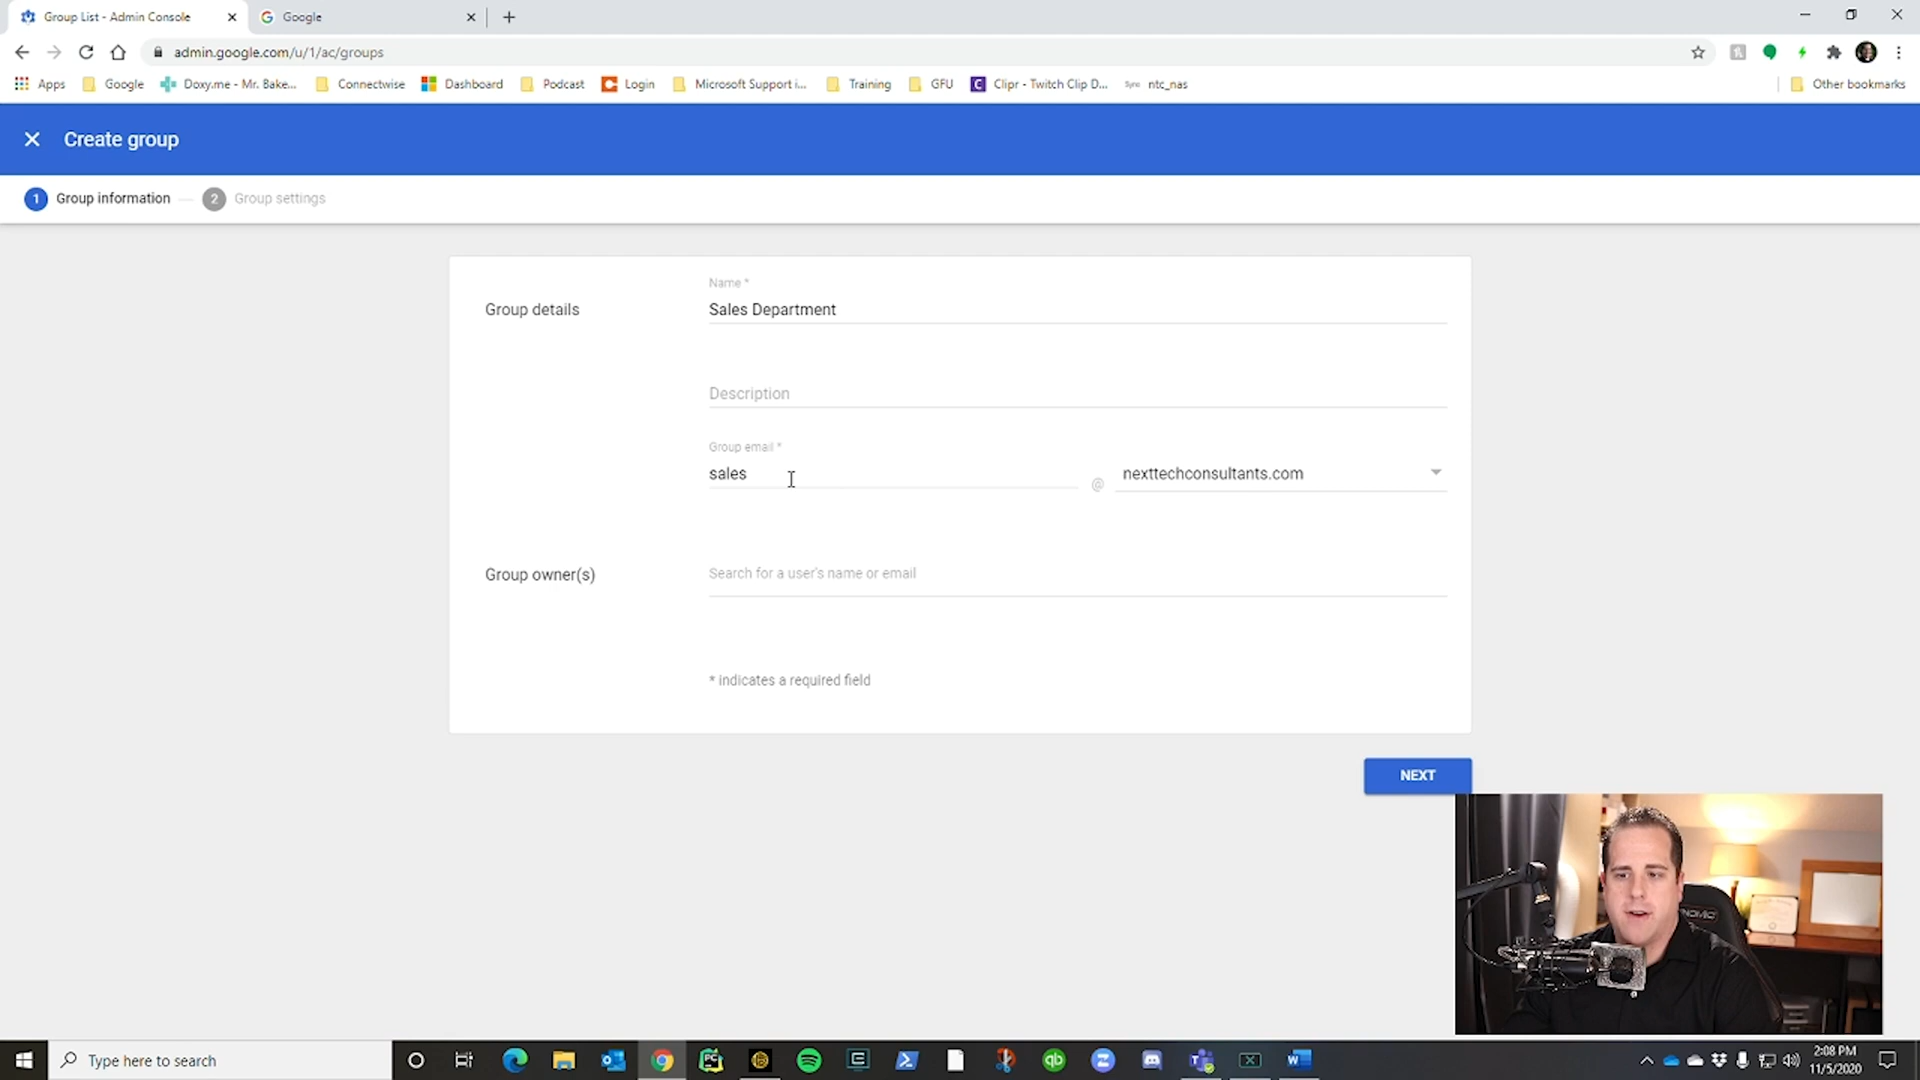 Group List - Admin Console
Google
admin.google.com/u/1/ac/groups
Apps
Google
Doxy.me - Mr. Bake...
Connectwise
Dashboard
Podcast
Login
Microsoft Support i...
Training
GFU
Clipr - Twitch Clip D...
Sync
ntc_nas
Other bookmarks
Create group
1 Group information
2 Group settings
Group details
Name *
Sales Department
Description
Group email *
sales
@
nexttechconsultants.com
Group owner(s)
Search for a user's name or email
* indicates a required field
NEXT
Type here to search
2:08 PM
11/5/2020